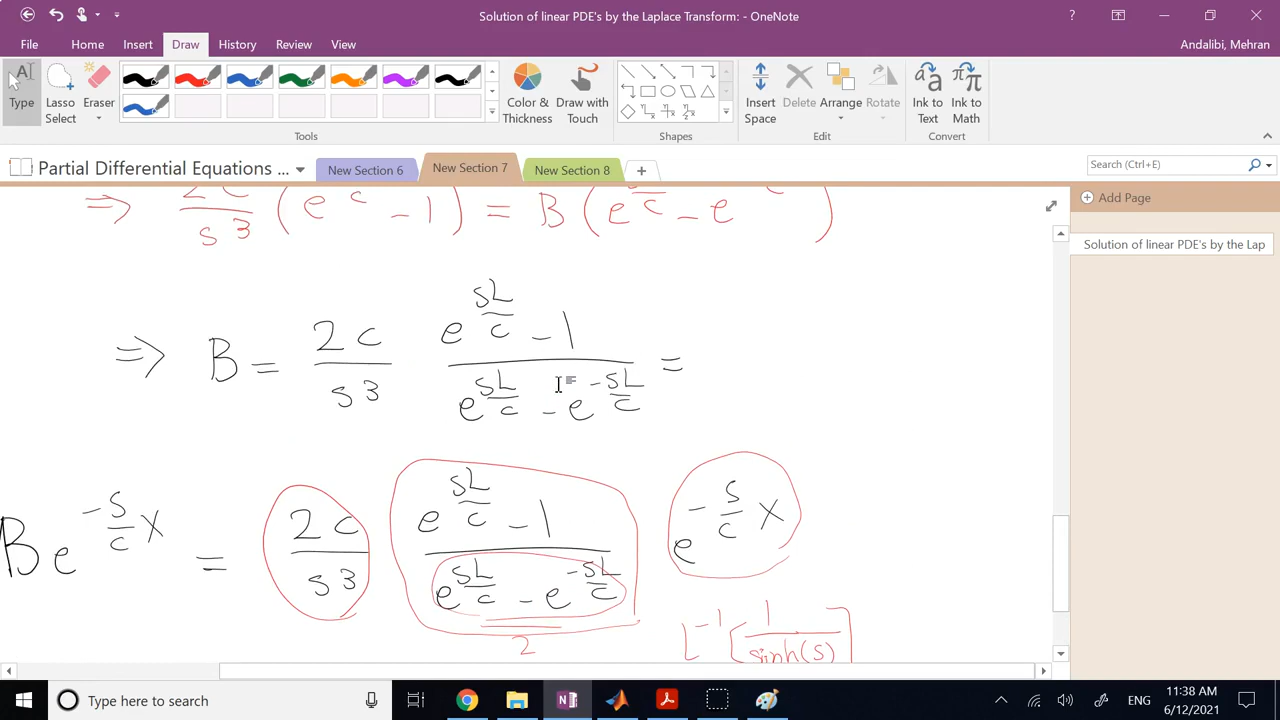 Solution of linear PDE's by the Laplace Transform: - OneNote
Andalibi, Mehran
File Home Insert Draw History Review View
Type
Lasso Select
Eraser
Color & Thickness
Draw with Touch
Insert Space
Delete
Arrange
Rotate
Ink to Text
Ink to Math
Tools
Shapes
Edit
Convert
Partial Differential Equations ...
New Section 6
New Section 7
New Section 8
Search (Ctrl+E)
Add Page
Solution of linear PDE's by the Lap
⇒ 2c/s3 (e^c - 1) = B (e^c - e )
⇒ B = 2c/s3 (e^(sL/c) - 1)/(e^(sL/c) - e^(-sL/c)) =
B e^(-s/c x) = 2c/s3 (e^(sL/c) - 1)/(e^(sL/c) - e^(-sL/c)) e^(-s/c x)
2
L^-1 [1/sinh(s)]
Type here to search
ENG
11:38 AM
6/12/2021